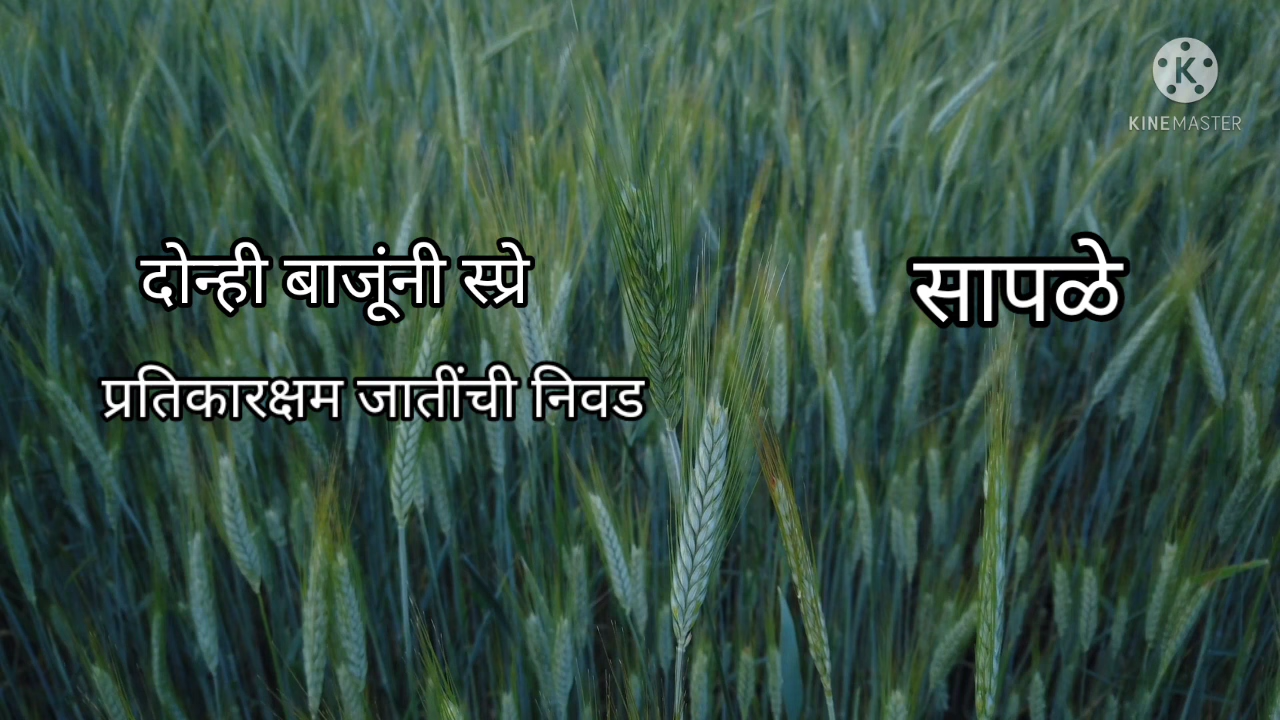 K
KINEMASTER
दोन्ही बाजूंनी स्प्रे
सापळे
प्रतिकारक्षम जातींची निवड